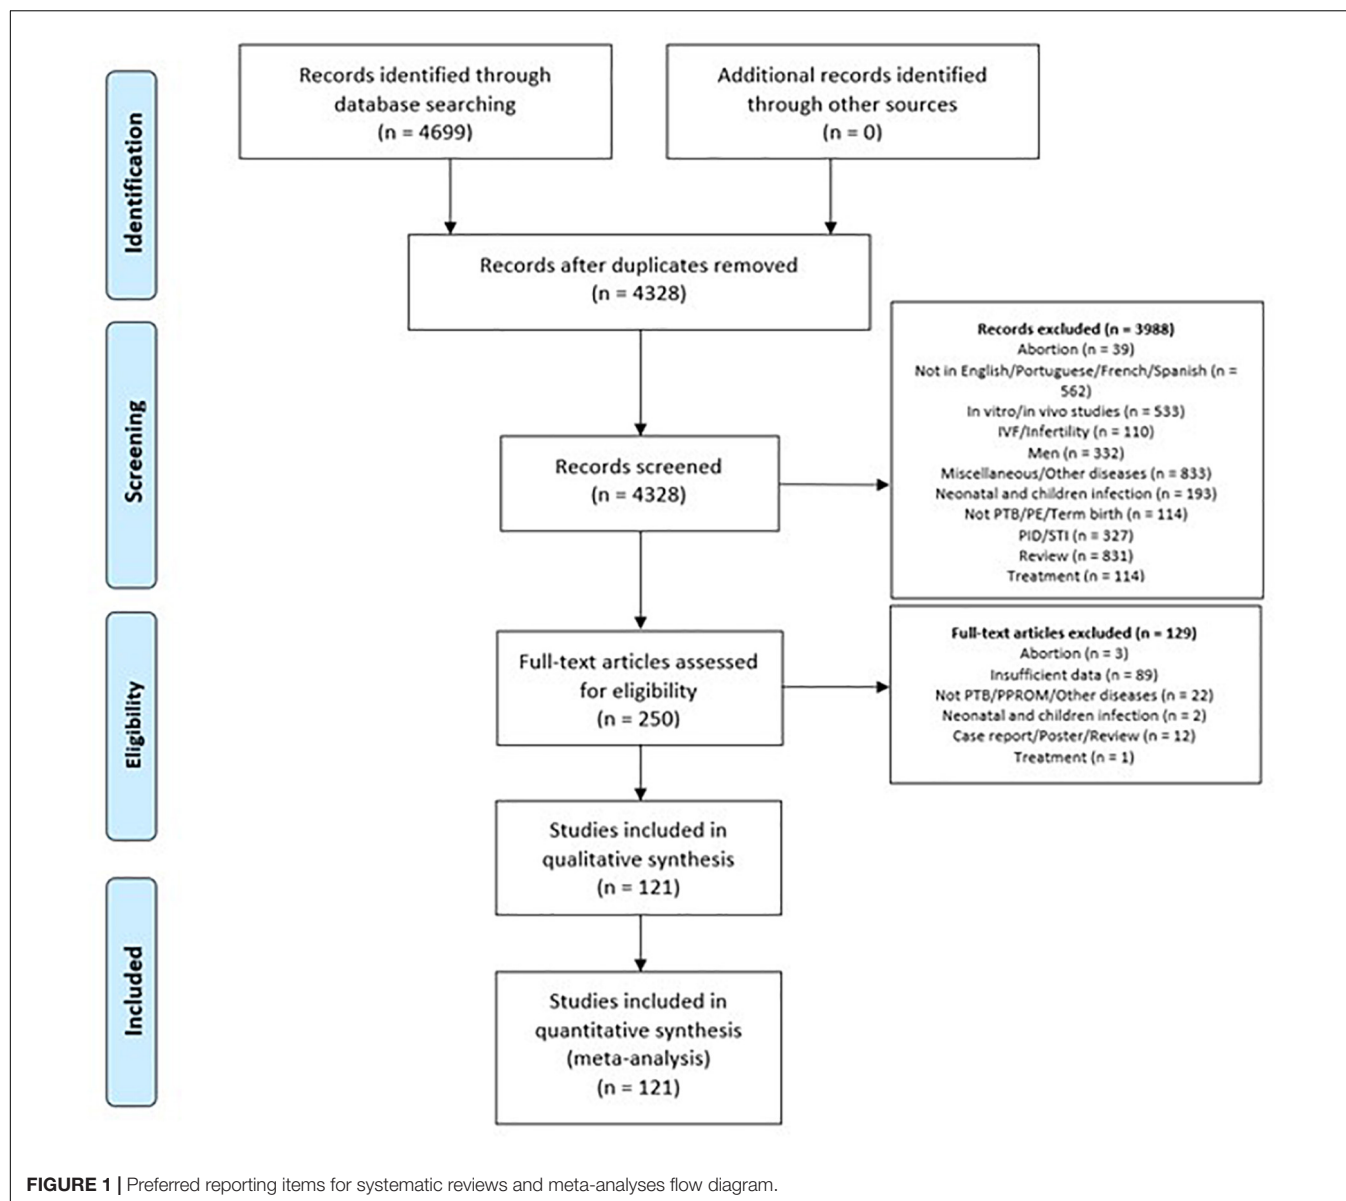 Identification
Records identified through
database searching
(n = 4699)
Additional records identified
through other sources
(n = 0)
Records after duplicates removed
(n = 4328)
Screening
Records screened
(n = 4328)
Records excluded (n = 3988)
Abortion (n = 39)
Not in English/Portuguese/French/Spanish (n =
562)
In vitro/in vivo studies (n = 533)
IVF/Infertility (n = 110)
Men (n = 332)
Miscellaneous/Other diseases (n = 833)
Neonatal and children infection (n = 193)
Not PTB/PE/Term birth (n = 114)
PID/STI (n = 327)
Review (n = 831)
Treatment (n = 114)
Eligibility
Full-text articles assessed
for eligibility
(n = 250)
Full-text articles excluded (n = 129)
Abortion (n = 3)
Insufficient data (n = 89)
Not PTB/PPROM/Other diseases (n = 22)
Neonatal and children infection (n = 2)
Case report/Poster/Review (n = 12)
Treatment (n = 1)
Studies included in
qualitative synthesis
(n = 121)
Included
Studies included in
quantitative synthesis
(meta-analysis)
(n = 121)
FIGURE 1 | Preferred reporting items for systematic reviews and meta-analyses flow diagram.